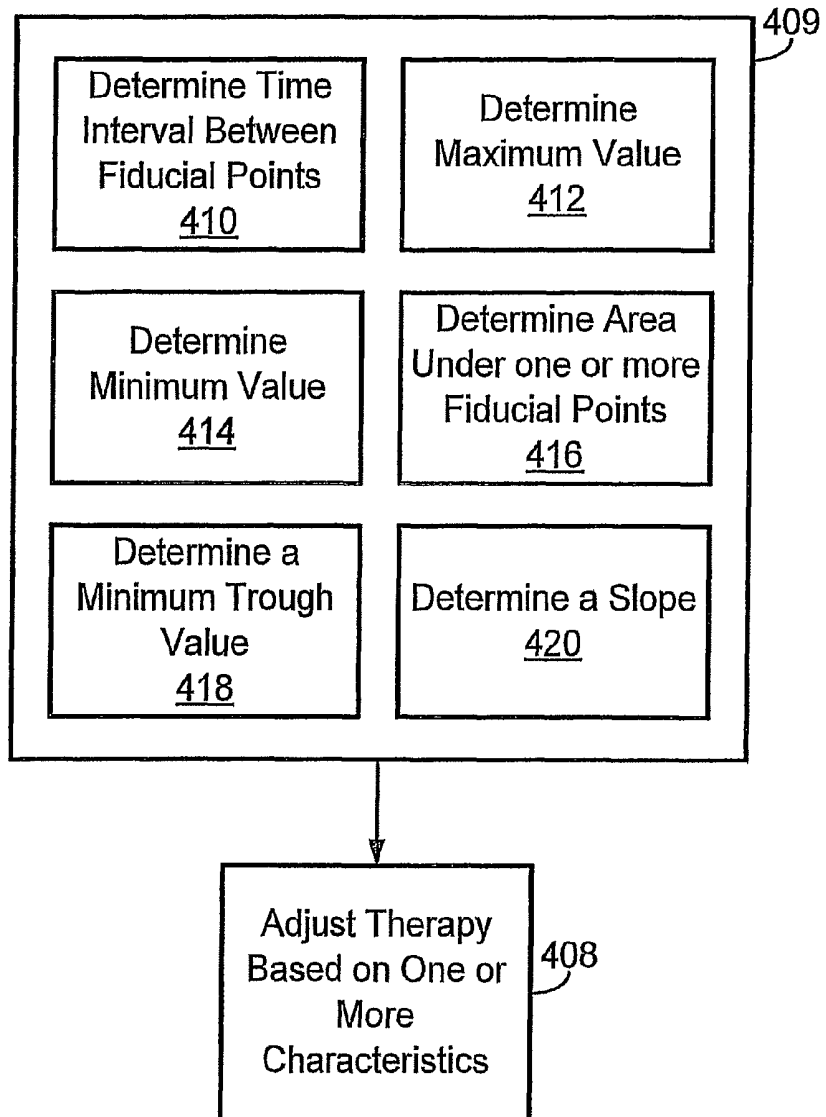 409
Determine Time
Interval Between
Fiducial Points
410
Determine
Maximum Value
412
Determine
Minimum Value
414
Determine Area
Under one or more
Fiducial Points
416
Determine a
Minimum Trough
Value
418
Determine a Slope
420
Adjust Therapy
Based on One or
More
Characteristics
408